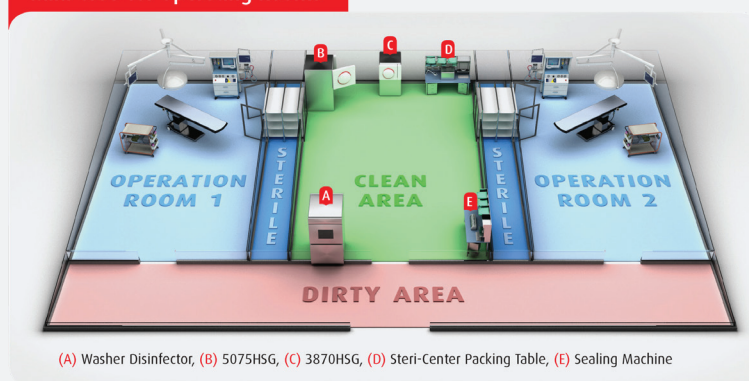 B
C
D
OPERATION
ROOM 1
STERILE
A
CLEAN
AREA
E
STERILE
OPERATION
ROOM 2
DIRTY AREA
(A) Washer Disinfector, (B) 5075HSG, (C) 3870HSG, (D) Steri-Center Packing Table, (E) Sealing Machine